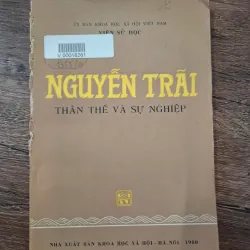 ỦY BAN KHOA HỌC XÃ HỘI VIỆT NAM
VIỆN SỬ HỌC
NGUYỄN TRÃI
THÂN THẾ VÀ SỰ NGHIỆP
NHÀ XUẤT BẢN KHOA HỌC XÃ HỘI - HÀ NỘI - 1980